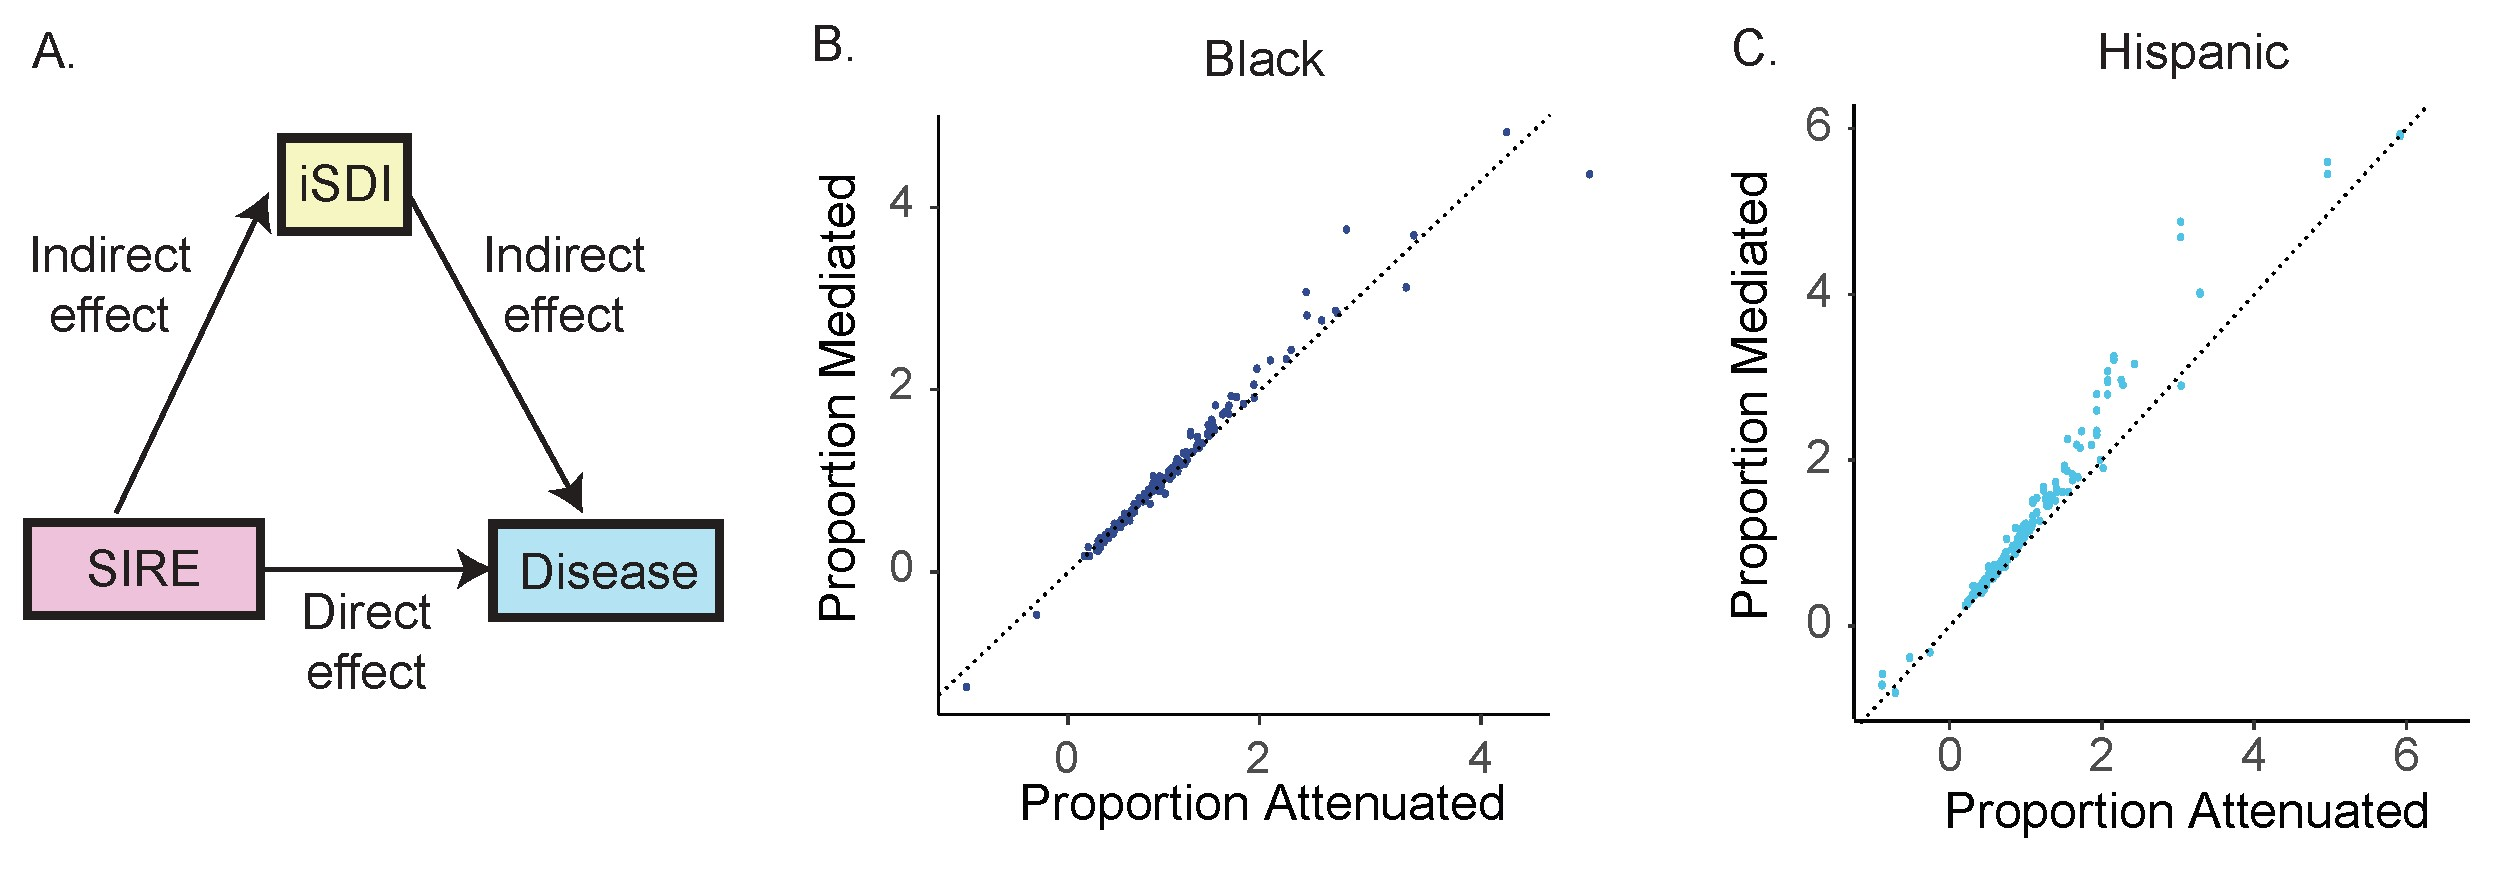 A.
iSDI
Indirect
effect
Indirect
effect
SIRE
Disease
Direct
effect
B.
Black
Proportion Mediated
4
2
0
0
2
4
Proportion Attenuated
C.
Hispanic
Proportion Mediated
6
4
2
0
0
2
4
6
Proportion Attenuated